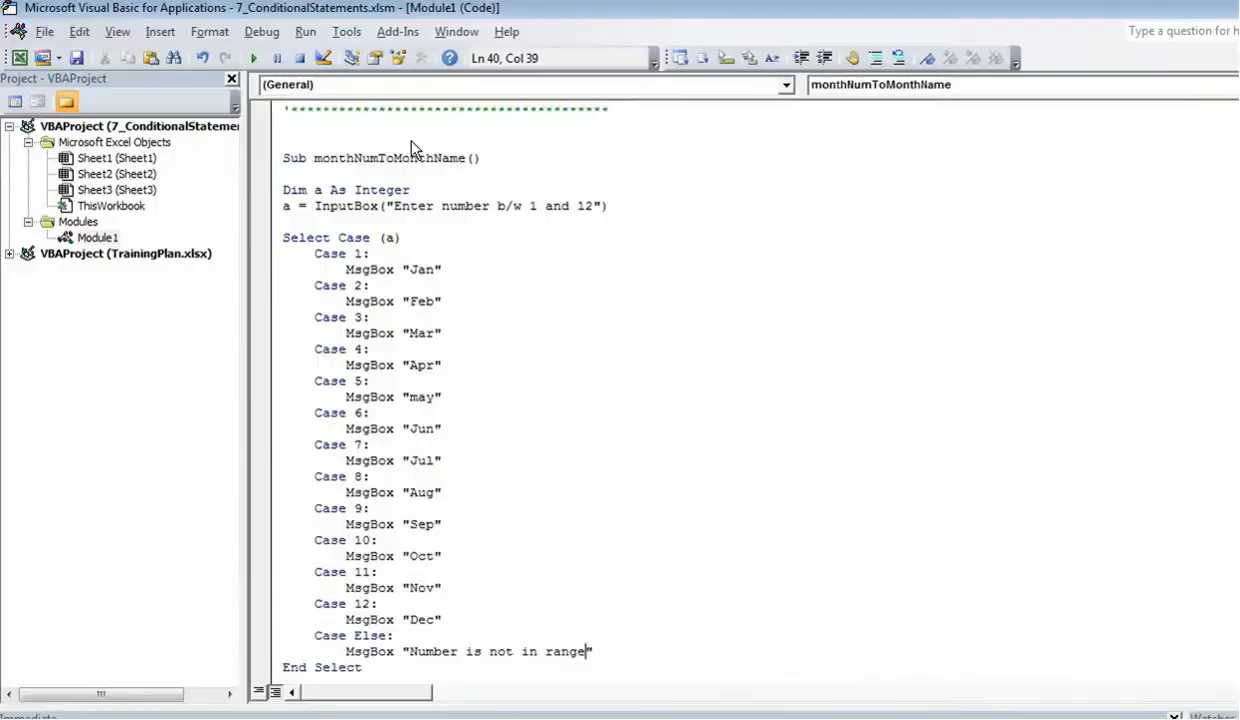 Microsoft Visual Basic for Applications - 7_ConditionalStatements.xlsm - [Module1 (Code)]
File Edit View Insert Format Debug Run Tools Add-Ins Window Help
Type a question for h
Ln 40, Col 39
Project - VBAProject
(General)
monthNumToMonthName
VBAProject (7_ConditionalStatemer
Microsoft Excel Objects
Sheet1 (Sheet1)
Sheet2 (Sheet2)
Sheet3 (Sheet3)
ThisWorkbook
Modules
Module1
VBAProject (TrainingPlan.xlsx)
'****************************************
Sub monthNumToMonthName()
Dim a As Integer
a = InputBox("Enter number b/w 1 and 12")
Select Case (a)
Case 1:
MsgBox "Jan"
Case 2:
MsgBox "Feb"
Case 3:
MsgBox "Mar"
Case 4:
MsgBox "Apr"
Case 5:
MsgBox "may"
Case 6:
MsgBox "Jun"
Case 7:
MsgBox "Jul"
Case 8:
MsgBox "Aug"
Case 9:
MsgBox "Sep"
Case 10:
MsgBox "Oct"
Case 11:
MsgBox "Nov"
Case 12:
MsgBox "Dec"
Case Else:
MsgBox "Number is not in range"
End Select
Immediate
Watches